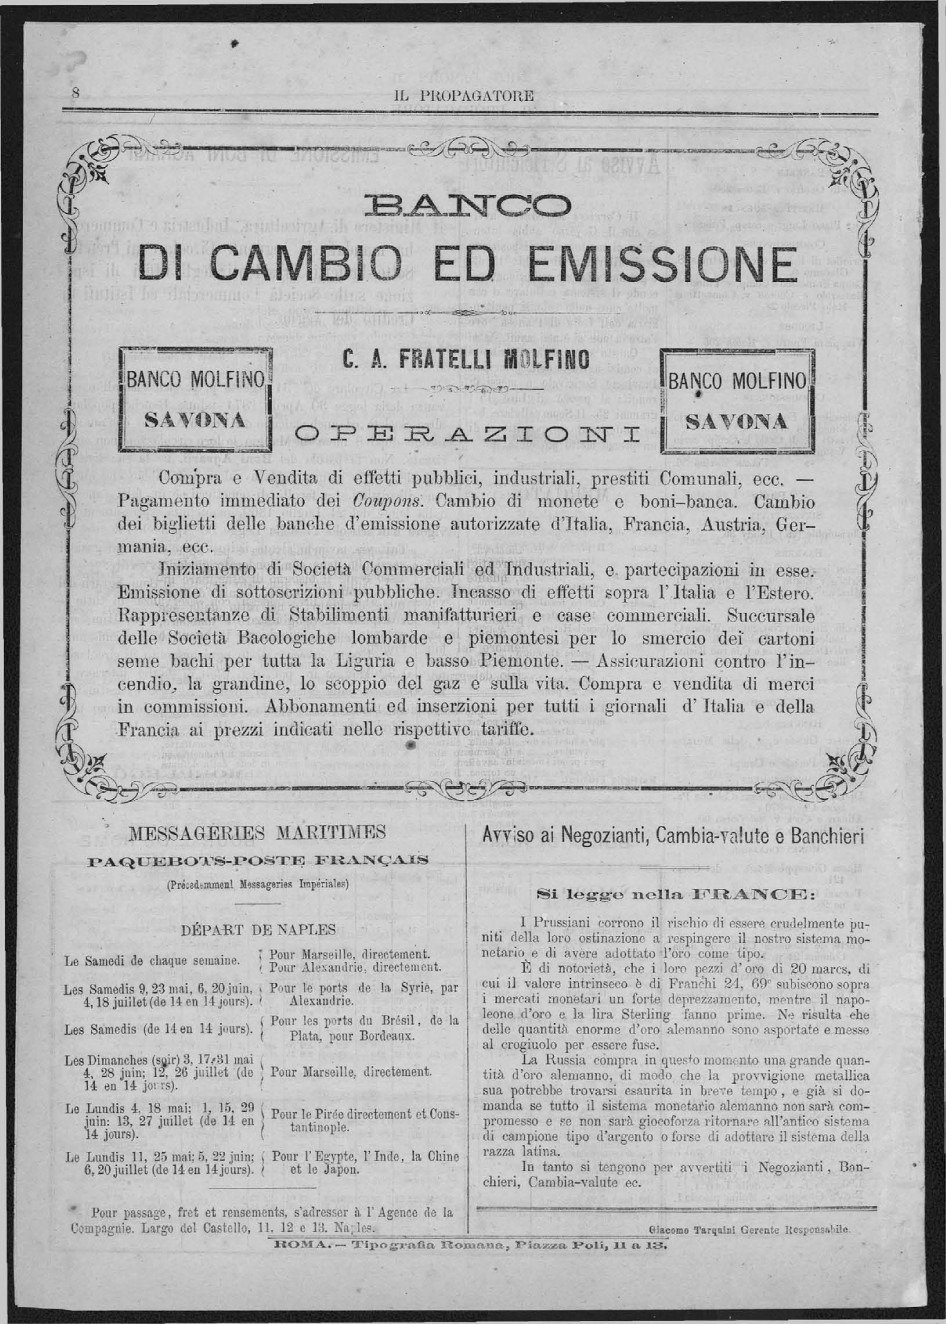 8
IL PROPAGATORE
BANCO
DI CAMBIO ED EMISSIONE
C. A. FRATELLI MOLFINO
BANCO MOLFINO
SAVONA
BANCO MOLFINO
SAVONA
OPERAZIONI
Compra e Vendita di effetti pubblici, industriali, prestiti Comunali, ecc. —
Pagamento immediato dei Coupons. Cambio di monete e boni-banca. Cambio
dei biglietti delle banche d'emissione autorizzate d'Italia, Francia, Austria, Ger-
mania, ecc.
Iniziamento di Società Commerciali ed Industriali, e partecipazioni in esse.
Emissione di sottoscrizioni pubbliche. Incasso di effetti sopra l'Italia e l'Estero.
Rappresentanze di Stabilimenti manifatturieri e case commerciali. Succursale
delle Società Bacologiche lombarde e piemontesi per lo smercio dei cartoni
seme bachi per tutta la Liguria e basso Piemonte. — Assicurazioni contro l'in-
cendio, la grandine, lo scoppio del gaz e sulla vita. Compra e vendita di merci
in commissioni. Abbonamenti ed inserzioni per tutti i giornali d' Italia e della
Francia ai prezzi indicati nelle rispettive tariffe.
MESSAGERIES MARITIMES
PAQUEBOTS-POSTE FRANÇAIS
(Précedemment Messageries Impériales)
DÉPART DE NAPLES
Le Samedi de chaque semaine. { Pour Marseille, directement.
Pour Alexandrie, directement.
Les Samedis 9, 23 mai, 6, 20 juin, { Pour le ports de la Syrie, par
4, 18 juillet (de 14 en 14 jours). Alexandrie.
Les Samedis (de 14 en 14 jours). { Pour les ports du Brésil, de la
Plata, pour Bordeaux.
Les Dimanches (soir) 3, 17, 31 mai
4, 28 juin; 12, 26 juillet (de { Pour Marseille, directement.
14 en 14 jours).
Le Lundis 4, 18 mai; 1, 15, 29
juin: 13, 27 juillet (de 14 en { Pour le Pirée directement et Cons-
14 jours). tantinople.
Le Lundis 11, 25 mai; 5, 22 juin; { Pour l'Egypte, l'Inde, la Chine
6, 20 juillet (de 14 en 14 jours). et le Japon.
Pour passage, fret et rensements, s'adresser à l' Agence de la
Compagnie. Largo del Castello, 11. 12 e 13. Naples.
Avviso ai Negozianti, Cambia-valute e Banchieri
Si legge nella FRANCE:
I Prussiani corrono il rischio di essere crudelmente pu-
niti della loro ostinazione a respingere il nostro sistema mo-
netario e di avere adottato l'oro come tipo.
È di notorietà, che i loro pezzi d'oro di 20 marcs, di
cui il valore intrinseco è di Franchi 24, 69 subiscono sopra
i mercati monetari un forte deprezzamento, mentre il napo-
leone d'oro e la lira Sterling fanno prime. Ne risulta che
delle quantità enorme d'oro alemanno sono asportate e messe
al crogiuolo per essere fuse.
La Russia compra in questo momento una grande quan-
tità d'oro alemanno, di modo che la provvigione metallica
sua potrebbe trovarsi esaurita in breve tempo, e già si do-
manda se tutto il sistema monetario alemanno non sarà com-
promesso e se non sarà giocoforza ritornare all'antico sistema
di campione tipo d'argento o forse di adottare il sistema della
razza latina.
In tanto si tengono per avvertiti i Negozianti, Ban-
chieri, Cambia-valute ec.
Giacomo Tarquini Gerente Responsabile
ROMA. — Tipografia Romana, Piazza Poli, 11 a 13.